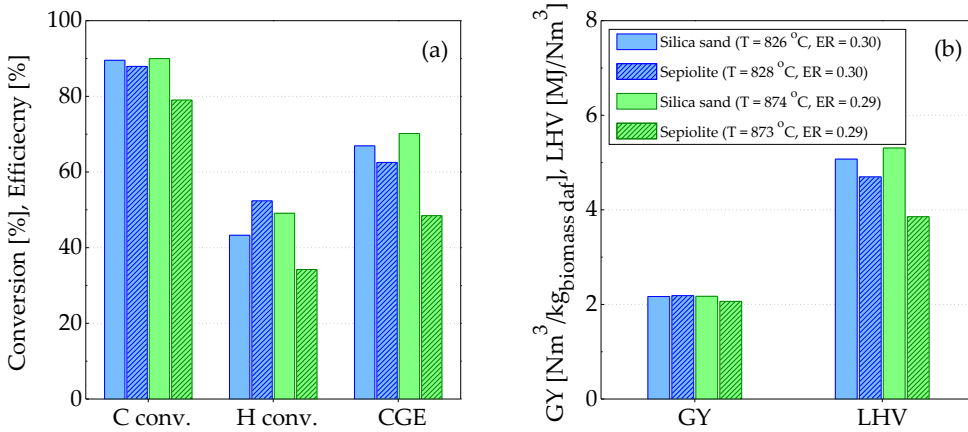 Conversion [%], Efficiecny [%]
100
80
60
40
20
0
(a)
C conv.
H conv.
CGE
GY [Nm³/kg_biomass daf], LHV [MJ/Nm³]
8
6
4
2
0
(b)
Silica sand (T = 826 °C, ER = 0.30)
Sepiolite (T = 828 °C, ER = 0.30)
Silica sand (T = 874 °C, ER = 0.29)
Sepiolite (T = 873 °C, ER = 0.29)
GY
LHV